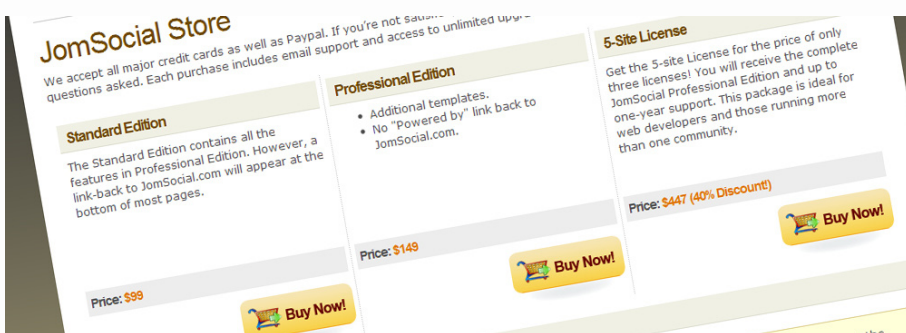 JomSocial Store
We accept all major credit cards as well as Paypal. If you're not
questions asked. Each purchase includes email support and access to unlimited
Standard Edition
The Standard Edition contains all the
features in Professional Edition. However, a
link-back to JomSocial.com will appear at the
bottom of most pages.
Price: $99
Buy Now!
Professional Edition
Additional templates.
No "Powered by" link back to
JomSocial.com.
Price: $149
Buy Now!
5-Site License
Get the 5-site License for the price of only
three licenses! You will receive the complete
JomSocial Professional Edition and up to
one-year support. This package is ideal for
web developers and those running more
than one community.
Price: $447 (40% Discount!)
Buy Now!
the